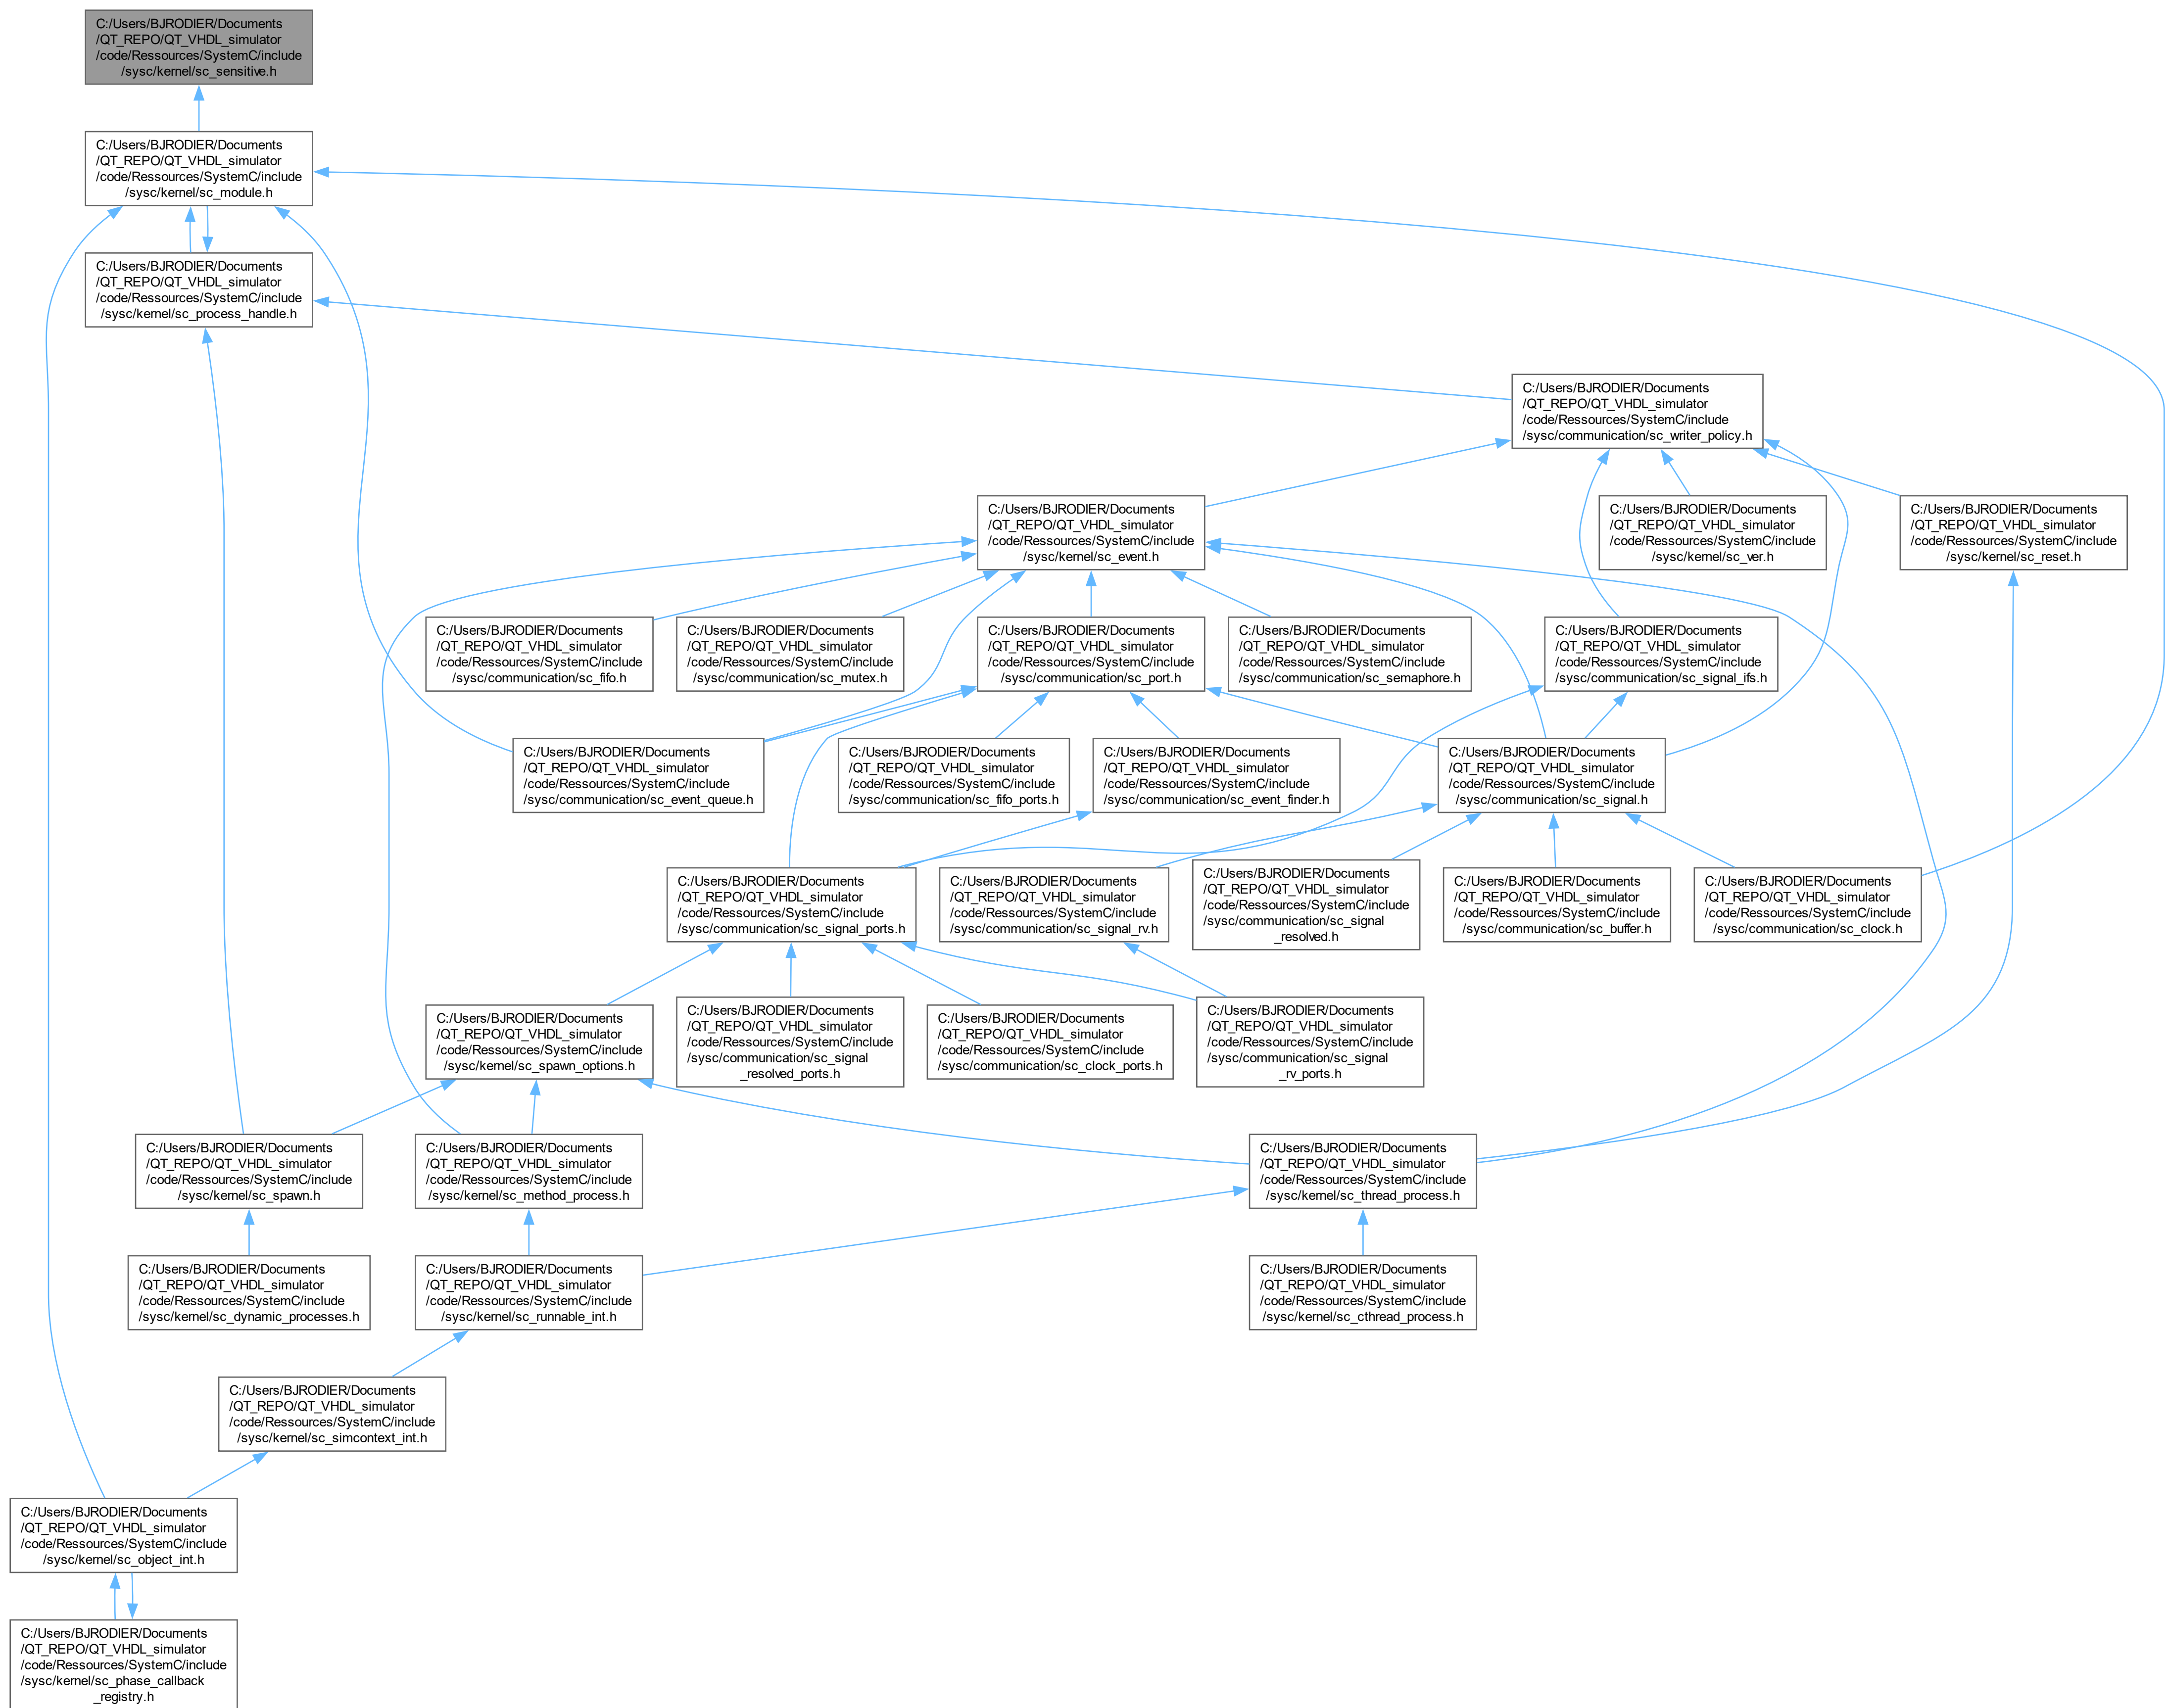 C:/Users/BJRODIER/Documents
/QT_REPO/QT_VHDL_simulator
/code/Ressources/SystemC/include
/sysc/kernel/sc_sensitive.h
C:/Users/BJRODIER/Documents
/QT_REPO/QT_VHDL_simulator
/code/Ressources/SystemC/include
/sysc/kernel/sc_module.h
C:/Users/BJRODIER/Documents
/QT_REPO/QT_VHDL_simulator
/code/Ressources/SystemC/include
/sysc/kernel/sc_process_handle.h
C:/Users/BJRODIER/Documents
/QT_REPO/QT_VHDL_simulator
/code/Ressources/SystemC/include
/sysc/communication/sc_writer_policy.h
C:/Users/BJRODIER/Documents
/QT_REPO/QT_VHDL_simulator
/code/Ressources/SystemC/include
/sysc/kernel/sc_event.h
C:/Users/BJRODIER/Documents
/QT_REPO/QT_VHDL_simulator
/code/Ressources/SystemC/include
/sysc/kernel/sc_ver.h
C:/Users/BJRODIER/Documents
/QT_REPO/QT_VHDL_simulator
/code/Ressources/SystemC/include
/sysc/kernel/sc_reset.h
C:/Users/BJRODIER/Documents
/QT_REPO/QT_VHDL_simulator
/code/Ressources/SystemC/include
/sysc/communication/sc_fifo.h
C:/Users/BJRODIER/Documents
/QT_REPO/QT_VHDL_simulator
/code/Ressources/SystemC/include
/sysc/communication/sc_mutex.h
C:/Users/BJRODIER/Documents
/QT_REPO/QT_VHDL_simulator
/code/Ressources/SystemC/include
/sysc/communication/sc_port.h
C:/Users/BJRODIER/Documents
/QT_REPO/QT_VHDL_simulator
/code/Ressources/SystemC/include
/sysc/communication/sc_semaphore.h
C:/Users/BJRODIER/Documents
/QT_REPO/QT_VHDL_simulator
/code/Ressources/SystemC/include
/sysc/communication/sc_signal_ifs.h
C:/Users/BJRODIER/Documents
/QT_REPO/QT_VHDL_simulator
/code/Ressources/SystemC/include
/sysc/communication/sc_event_queue.h
C:/Users/BJRODIER/Documents
/QT_REPO/QT_VHDL_simulator
/code/Ressources/SystemC/include
/sysc/communication/sc_fifo_ports.h
C:/Users/BJRODIER/Documents
/QT_REPO/QT_VHDL_simulator
/code/Ressources/SystemC/include
/sysc/communication/sc_event_finder.h
C:/Users/BJRODIER/Documents
/QT_REPO/QT_VHDL_simulator
/code/Ressources/SystemC/include
/sysc/communication/sc_signal.h
C:/Users/BJRODIER/Documents
/QT_REPO/QT_VHDL_simulator
/code/Ressources/SystemC/include
/sysc/communication/sc_signal_ports.h
C:/Users/BJRODIER/Documents
/QT_REPO/QT_VHDL_simulator
/code/Ressources/SystemC/include
/sysc/communication/sc_signal_rv.h
C:/Users/BJRODIER/Documents
/QT_REPO/QT_VHDL_simulator
/code/Ressources/SystemC/include
/sysc/communication/sc_signal
_resolved.h
C:/Users/BJRODIER/Documents
/QT_REPO/QT_VHDL_simulator
/code/Ressources/SystemC/include
/sysc/communication/sc_buffer.h
C:/Users/BJRODIER/Documents
/QT_REPO/QT_VHDL_simulator
/code/Ressources/SystemC/include
/sysc/communication/sc_clock.h
C:/Users/BJRODIER/Documents
/QT_REPO/QT_VHDL_simulator
/code/Ressources/SystemC/include
/sysc/kernel/sc_spawn_options.h
C:/Users/BJRODIER/Documents
/QT_REPO/QT_VHDL_simulator
/code/Ressources/SystemC/include
/sysc/communication/sc_signal
_resolved_ports.h
C:/Users/BJRODIER/Documents
/QT_REPO/QT_VHDL_simulator
/code/Ressources/SystemC/include
/sysc/communication/sc_clock_ports.h
C:/Users/BJRODIER/Documents
/QT_REPO/QT_VHDL_simulator
/code/Ressources/SystemC/include
/sysc/communication/sc_signal
_rv_ports.h
C:/Users/BJRODIER/Documents
/QT_REPO/QT_VHDL_simulator
/code/Ressources/SystemC/include
/sysc/kernel/sc_spawn.h
C:/Users/BJRODIER/Documents
/QT_REPO/QT_VHDL_simulator
/code/Ressources/SystemC/include
/sysc/kernel/sc_method_process.h
C:/Users/BJRODIER/Documents
/QT_REPO/QT_VHDL_simulator
/code/Ressources/SystemC/include
/sysc/kernel/sc_thread_process.h
C:/Users/BJRODIER/Documents
/QT_REPO/QT_VHDL_simulator
/code/Ressources/SystemC/include
/sysc/kernel/sc_dynamic_processes.h
C:/Users/BJRODIER/Documents
/QT_REPO/QT_VHDL_simulator
/code/Ressources/SystemC/include
/sysc/kernel/sc_runnable_int.h
C:/Users/BJRODIER/Documents
/QT_REPO/QT_VHDL_simulator
/code/Ressources/SystemC/include
/sysc/kernel/sc_cthread_process.h
C:/Users/BJRODIER/Documents
/QT_REPO/QT_VHDL_simulator
/code/Ressources/SystemC/include
/sysc/kernel/sc_simcontext_int.h
C:/Users/BJRODIER/Documents
/QT_REPO/QT_VHDL_simulator
/code/Ressources/SystemC/include
/sysc/kernel/sc_object_int.h
C:/Users/BJRODIER/Documents
/QT_REPO/QT_VHDL_simulator
/code/Ressources/SystemC/include
/sysc/kernel/sc_phase_callback
_registry.h